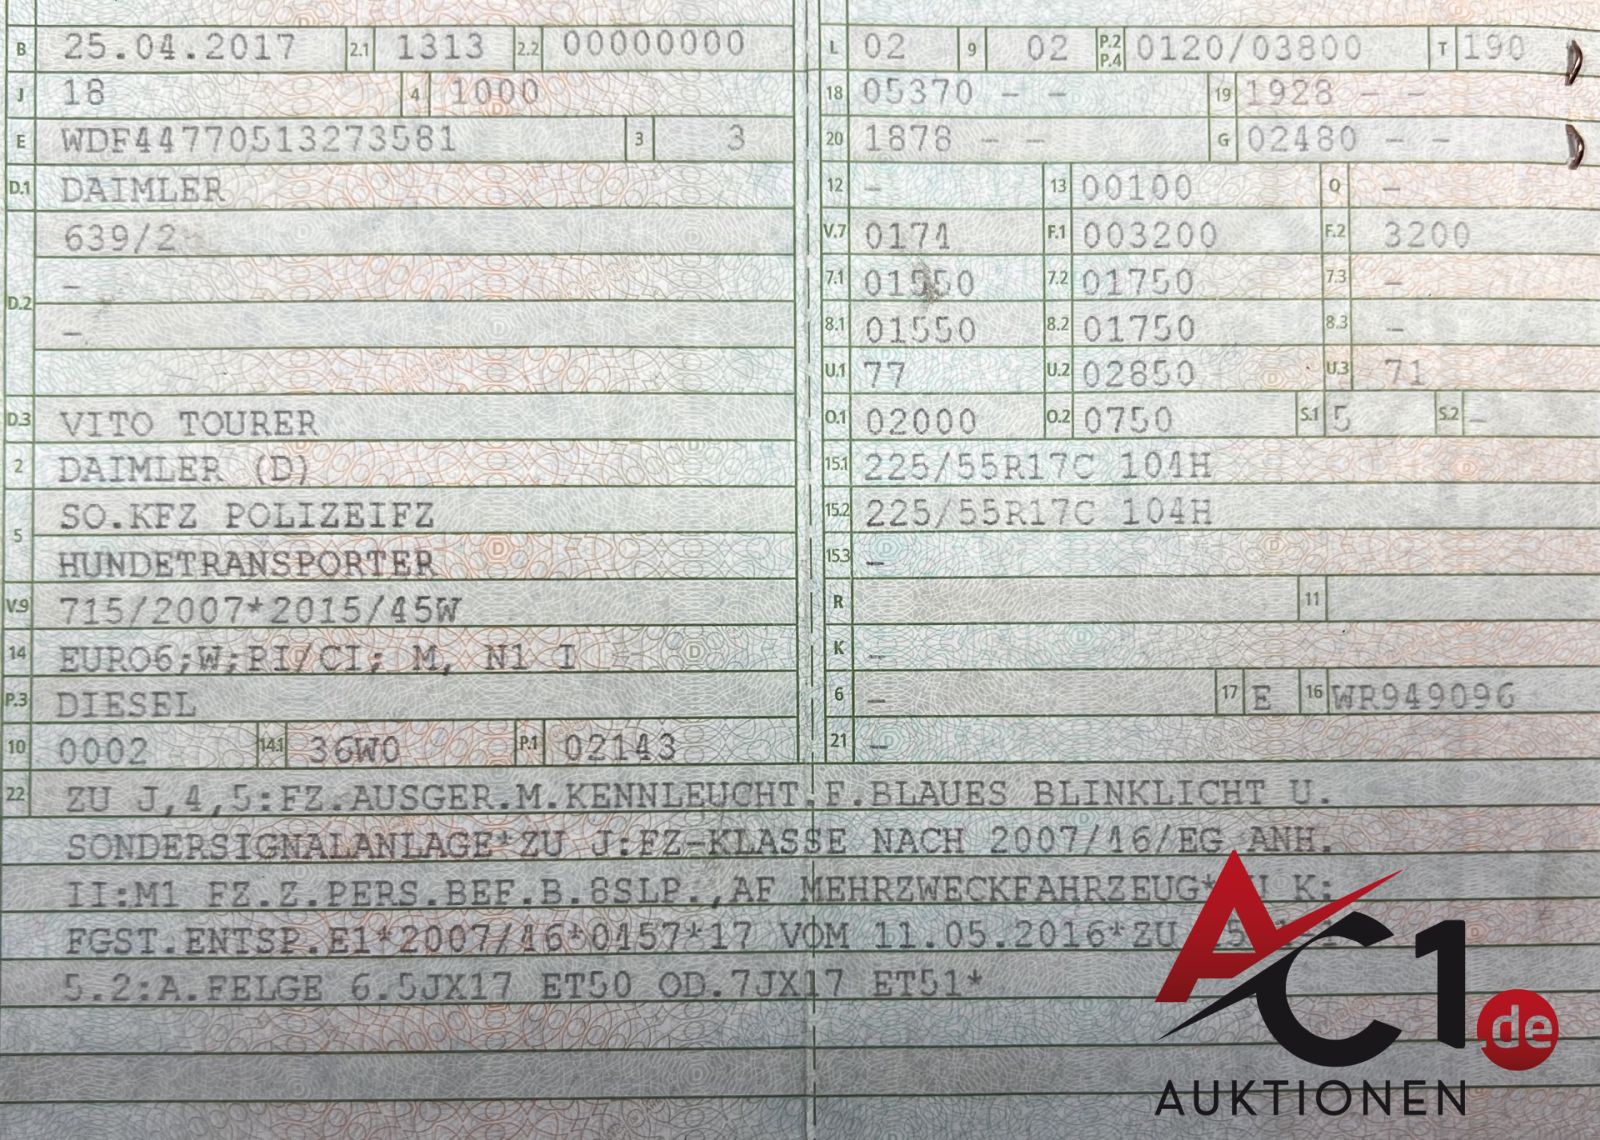 B 25.04.2017 2.1 1313 2.2 00000000
J 18 4 1000
E WDF44770513273581 3 3
D.1 DAIMLER
639/2
D.2 -
-
D.3 VITO TOURER
2 DAIMLER (D)
5 SO.KFZ POLIZEIFZ
HUNDETRANSPORTER
V.9 715/2007*2015/45W
14 EURO6;W;PI/CI; M, N1 I
P.3 DIESEL
10 0002 14.1 36W0 P.1 02143
L 02 9 02 P.2 P.4 0120/03800 T 190
18 05370 - - 19 1928 - -
20 1878 - - G 02480 - -
12 - 13 00100 Q -
V.7 0174 F.1 003200 F.2 3200
7.1 01550 7.2 01750 7.3 -
8.1 01550 8.2 01750 8.3 -
U.1 77 U.2 02850 U.3 71
O.1 02000 O.2 0750 S.1 5 S.2 -
15.1 225/55R17C 104H
15.2 225/55R17C 104H
15.3 -
R 11
K -
6 - 17 E 16 WR949096
21 -
22 ZU J,4,5:FZ.AUSGER.M.KENNLEUCHT.F.BLAUES BLINKLICHT U.
SONDERSIGNALANLAGE*ZU J:FZ-KLASSE NACH 2007/46/EG ANH.
II:M1 FZ.Z.PERS.BEF.B.8SLP.,AF MEHRZWECKFAHRZEUG* K:
FGST.ENTSP.E1*2007/46*0457*17 VOM 11.05.2016*ZU
5.2:A.FELGE 6.5JX17 ET50 OD.7JX17 ET51*
AC1.de
AUKTIONEN